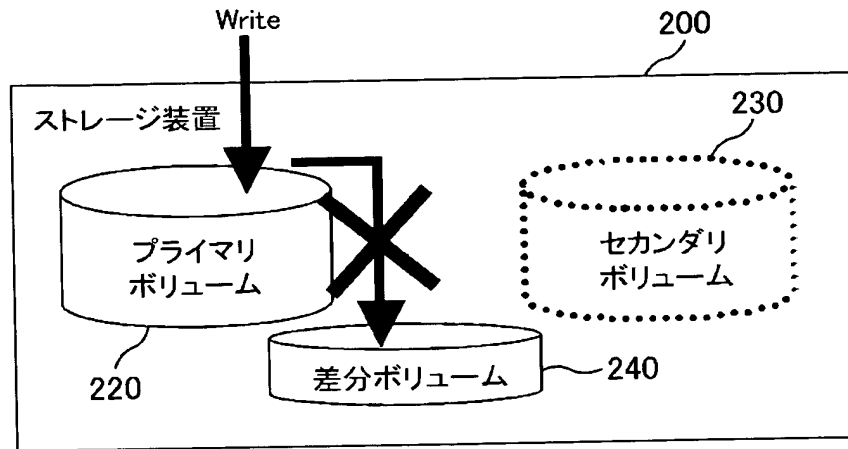 Write
200
ストレージ装置
230
プライマリ
ボリューム
セカンダリ
ボリューム
220
差分ボリューム
240